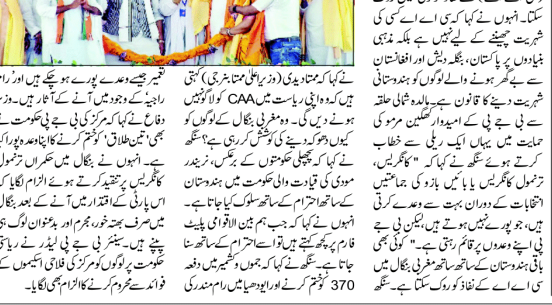 سکتا۔ انہوں نے کہا کہ سی اے اے کسی کی
شہریت چھیننے کے لیے نہیں ہے بلکہ مذہبی
بنیادوں پر پاکستان، بنگلہ دیش اور افغانستان
سے بے گھر ہونے والے لوگوں کو ہندوستانی
شہریت دینے کا قانون ہے۔ مالدہ شمالی حلقہ
سے بی جے پی کے امیدوار کھگین مرمو کی
حمایت میں یہاں ایک ریلی سے خطاب
کرتے ہوئے سنگھ نے کہا کہ "کانگریس،
ترنمول کانگریس یا بائیں بازو کی جماعتیں
انتخابات کے دوران بہت سے وعدے کرتی
ہیں، جو پورے نہیں ہوتے ہیں، لیکن بی جے
پی اپنے وعدوں پر قائم رہتی ہے۔" کوئی بھی
باقی ہندوستان کے ساتھ ساتھ مغربی بنگال میں
سی اے اے کے نفاذ کو روک سکتا ہے۔ سنگھ
نے کہا کہ ممتا دیدی (وزیراعلیٰ ممتا بنرجی) کہتی
ہیں کہ وہ اپنی ریاست میں CAA کو لاگو نہیں
ہونے دیں گی۔ وہ مغربی بنگال کے لوگوں کو
کیوں دھوکہ دینے کی کوشش کر رہی ہے؟ سنگھ
نے کہا کہ پچھلی حکومتوں کے برعکس، نریندر
مودی کی قیادت والی حکومت میں ہندوستان
کے ساتھ احترام کے ساتھ سلوک کیا جاتا ہے۔
انہوں نے کہا کہ جب ہم بین الاقوامی پلیٹ
فارم پر کچھ کہتے ہیں تو اسے احترام کے ساتھ سنا
جاتا ہے۔ سنگھ نے کہا کہ جموں و کشمیر میں دفعہ
370 کو ختم کرنے اور ایودھیا میں رام مندر کی
تعمیر جیسے وعدے پورے ہو چکے ہیں اور 'رام
راجیہ' کے وجود میں آنے کے آثار ہیں۔ وزیر
دفاع نے کہا کہ مرکز کی بی جے پی حکومت نے
بھی 'تین طلاق' کو ختم کرنے کا اپنا وعدہ پورا کیا
ہے۔ انہوں نے بنگال میں حکمراں ترنمول
کانگریس پر تنقید کرتے ہوئے الزام لگایا کہ
اس پارٹی کے اقتدار میں آنے کے بعد بنگال
میں صرف بھتہ خور، مجرم اور بدعنوان لوگ ہی
پنپے ہیں۔ سینئر بی جے پی لیڈر نے ریاستی
حکومت پر لوگوں کو مرکز کی فلاحی اسکیموں کے
فوائد سے محروم کرنے کا الزام بھی لگایا۔